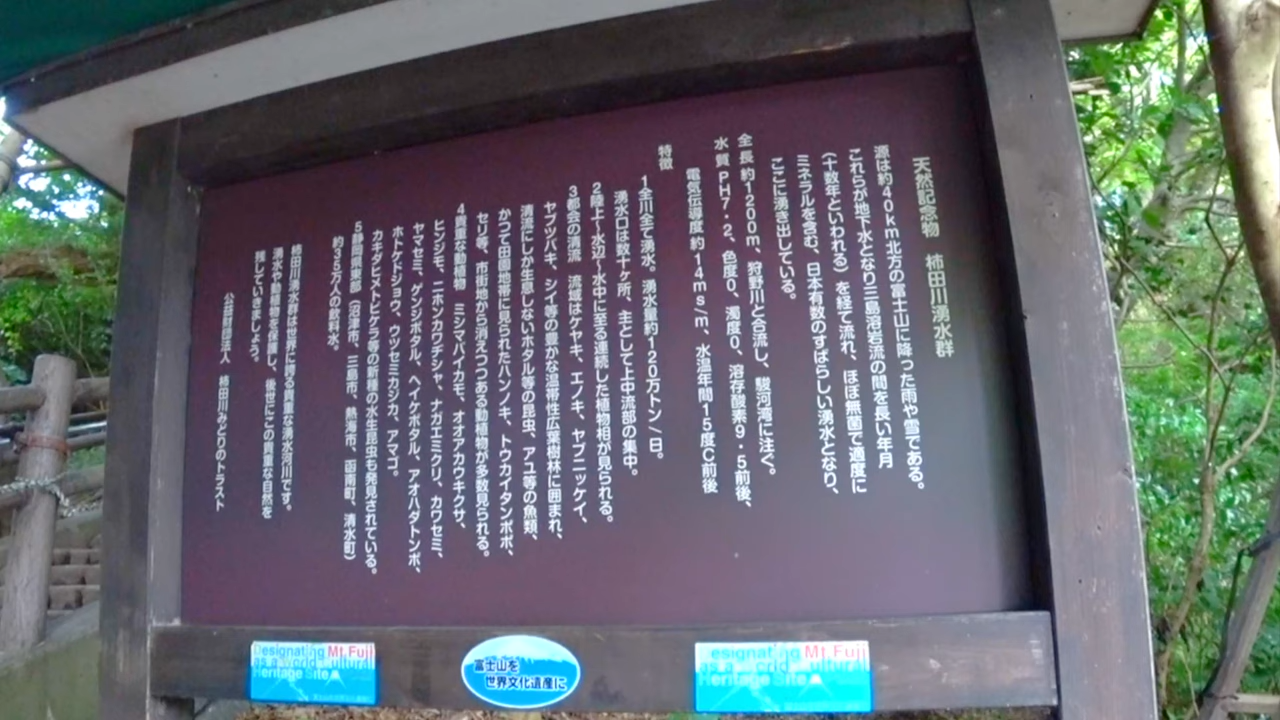 天然記念物 柿田川湧水群
源は約40km北方の富士山に降った雨や雪である。
これらが地下水となり三島溶岩流の間を長い年月
(十数年といわれる)を経て流れ、ほぼ無菌で適度に
ミネラルを含む、日本有数のすばらしい湧水となり、
ここに湧き出している。
全長約1200m、狩野川と合流し、駿河湾に注ぐ。
水質PH7・2、色度0、濁度0、溶存酸素9・5前後、
電気伝導度約14ms/m、水温年間15度C前後
特徴
1全川全て湧水。湧水量約120万トン/日。
湧水口は数十ヶ所、主として上中流部の集中。
2陸上〜水辺〜水中に至る連続した植物相が見られる。
3都会の清流 流域はケヤキ、エノキ、ヤブニッケイ、
ヤブツバキ、シイ等の豊かな温帯性広葉樹林に囲まれ、
清流にしか生息しないホタル等の昆虫、アユ等の魚類、
かつて田園地帯に見られたハンノキ、トウカイタンポポ、
セリ等、市街地から消えつつある動植物が多数見られる。
4貴重な動植物 ミシマバイカモ、オオアカウキクサ、
ヒンジモ、ニホンカワヂシャ、ナガエミクリ、カワセミ、
ヤマセミ、ゲンジボタル、ヘイケボタル、アオハダトンボ、
ホトケドジョウ、ウツセミカジカ、アマゴ。
カキダヒメトビケラ等の新種の水生昆虫も発見されている。
5静岡県東部(沼津市、三島市、熱海市、函南町、清水町)
約35万人の飲料水。
柿田川湧水群は世界に誇る貴重な湧水河川です。
湧水や動植物を保護し、後世にこの貴重な自然を
残していきましょう。
公益財団法人 柿田川みどりのトラスト
Designating Mt.Fuji
as a World Cultural
Heritage Site
富士山を
世界文化遺産に
Designating Mt.Fuji
as a World Cultural
Heritage Site